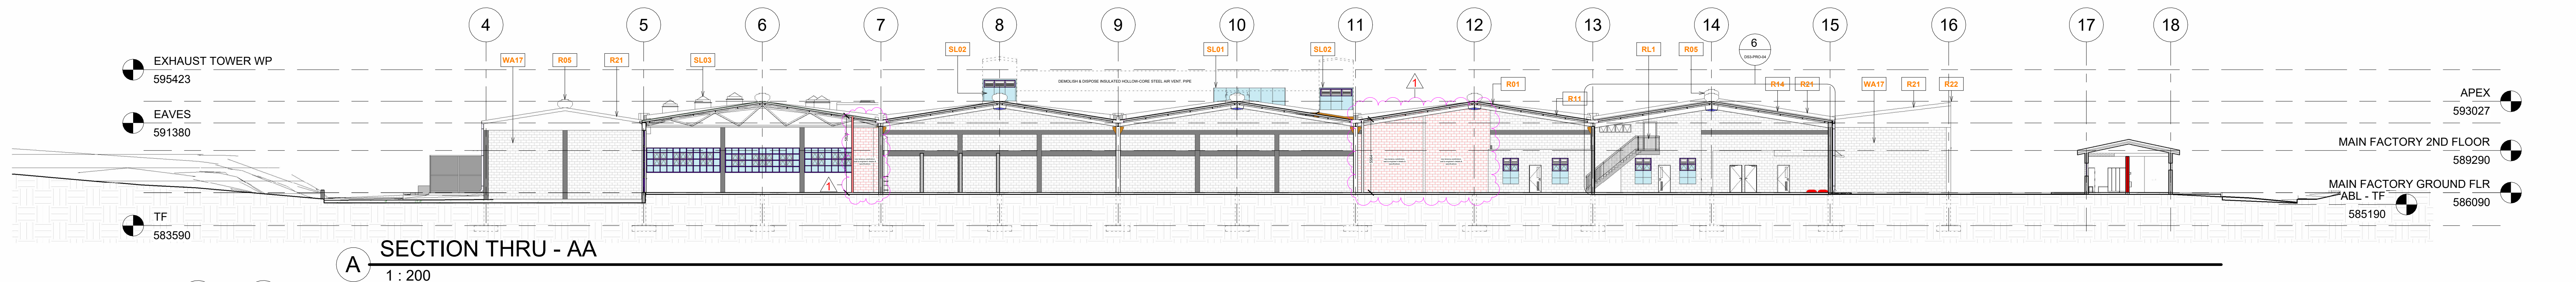 4 5 6 7 8 9 10 11 12 13 14 15 16 17 18
EXHAUST TOWER WP
595423
EAVES
591380
TF
583590
WA17 R05 R21 SL03 SL02 SL01 SL02 RL1 R05
6
DEMOLISH & DISPOSE INSULATED HOLLOW-CORE STEEL AIR VENT PIPE
1
R01
R11
R14 R21 WA17 R21 R22
1
APEX
593027
MAIN FACTORY 2ND FLOOR
589290
MAIN FACTORY GROUND FLR
586090
ABL - TF
585190
A
SECTION THRU - AA
1 : 200